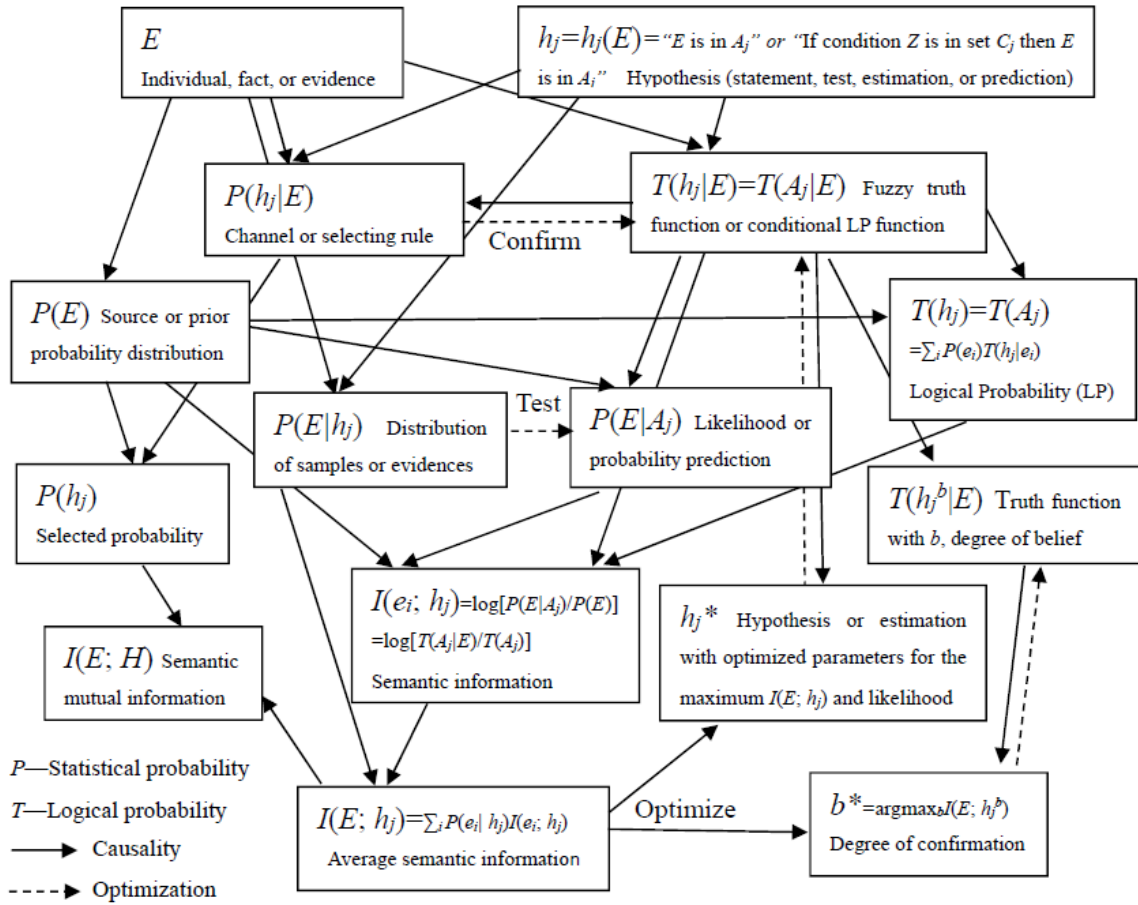 E
Individual, fact, or evidence
hj=hj(E)=“E is in Aj” or “If condition Z is in set Cj then E
is in Ai” Hypothesis (statement, test, estimation, or prediction)
P(hj|E)
Channel or selecting rule
T(hj|E)=T(Aj|E) Fuzzy truth
function or conditional LP function
Confirm
P(E) Source or prior
probability distribution
T(hj)=T(Aj)
=∑i P(ei)T(hj|ei)
Logical Probability (LP)
P(E|hj) Distribution
of samples or evidences
Test
P(E|Aj) Likelihood or
probability prediction
P(hj)
Selected probability
T(hj^b|E) Truth function
with b, degree of belief
I(ei; hj)=log[P(E|Aj)/P(E)]
=log[T(Aj|E)/T(Aj)]
Semantic information
hj* Hypothesis or estimation
with optimized parameters for the
maximum I(E; hj) and likelihood
I(E; H) Semantic
mutual information
P—Statistical probability
T—Logical probability
Causality
Optimization
I(E; hj)=∑i P(ei| hj)I(ei; hj)
Average semantic information
Optimize
b*=argmaxbI(E; hj^b)
Degree of confirmation